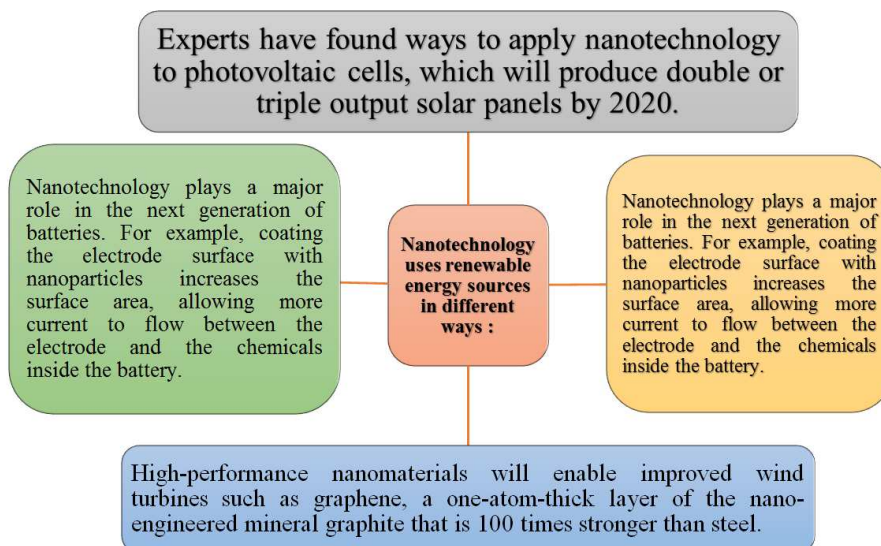 Experts have found ways to apply nanotechnology
to photovoltaic cells, which will produce double or
triple output solar panels by 2020.
Nanotechnology plays a major
role in the next generation of
batteries. For example, coating
the electrode surface with
nanoparticles increases the
surface area, allowing more
current to flow between the
electrode and the chemicals
inside the battery.
Nanotechnology
uses renewable
energy sources
in different
ways :
Nanotechnology plays a major
role in the next generation of
batteries. For example, coating
the electrode surface with
nanoparticles increases the
surface area, allowing more
current to flow between the
electrode and the chemicals
inside the battery.
High-performance nanomaterials will enable improved wind
turbines such as graphene, a one-atom-thick layer of the nano-
engineered mineral graphite that is 100 times stronger than steel.